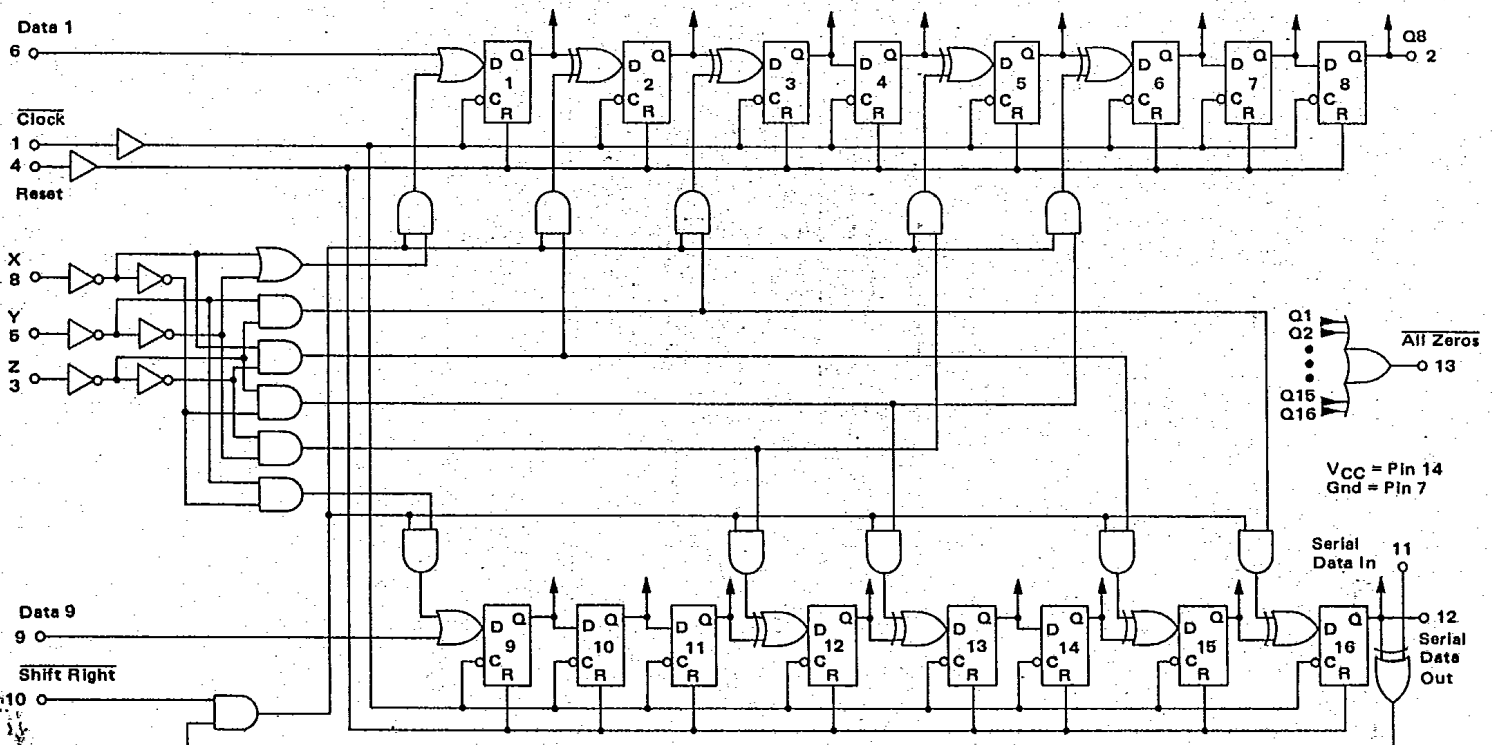 Data 1
6
Clock
1
4
Reset
X
8
Y
5
Z
3
D Q
1
C
R
D Q
2
C
R
D Q
3
C
R
D Q
4
C
R
D Q
5
C
R
D Q
6
C
R
D Q
7
C
R
D Q
8
C
R
Q8
2
Q1
Q2
Q15
Q16
All Zeros
13
VCC = Pin 14
Gnd = Pin 7
Data 9
9
Shift Right
10
D Q
9
C
R
D Q
10
C
R
D Q
11
C
R
D Q
12
C
R
D Q
13
C
R
D Q
14
C
R
D Q
15
C
R
D Q
16
C
R
Serial
Data In
11
12
Serial
Data
Out